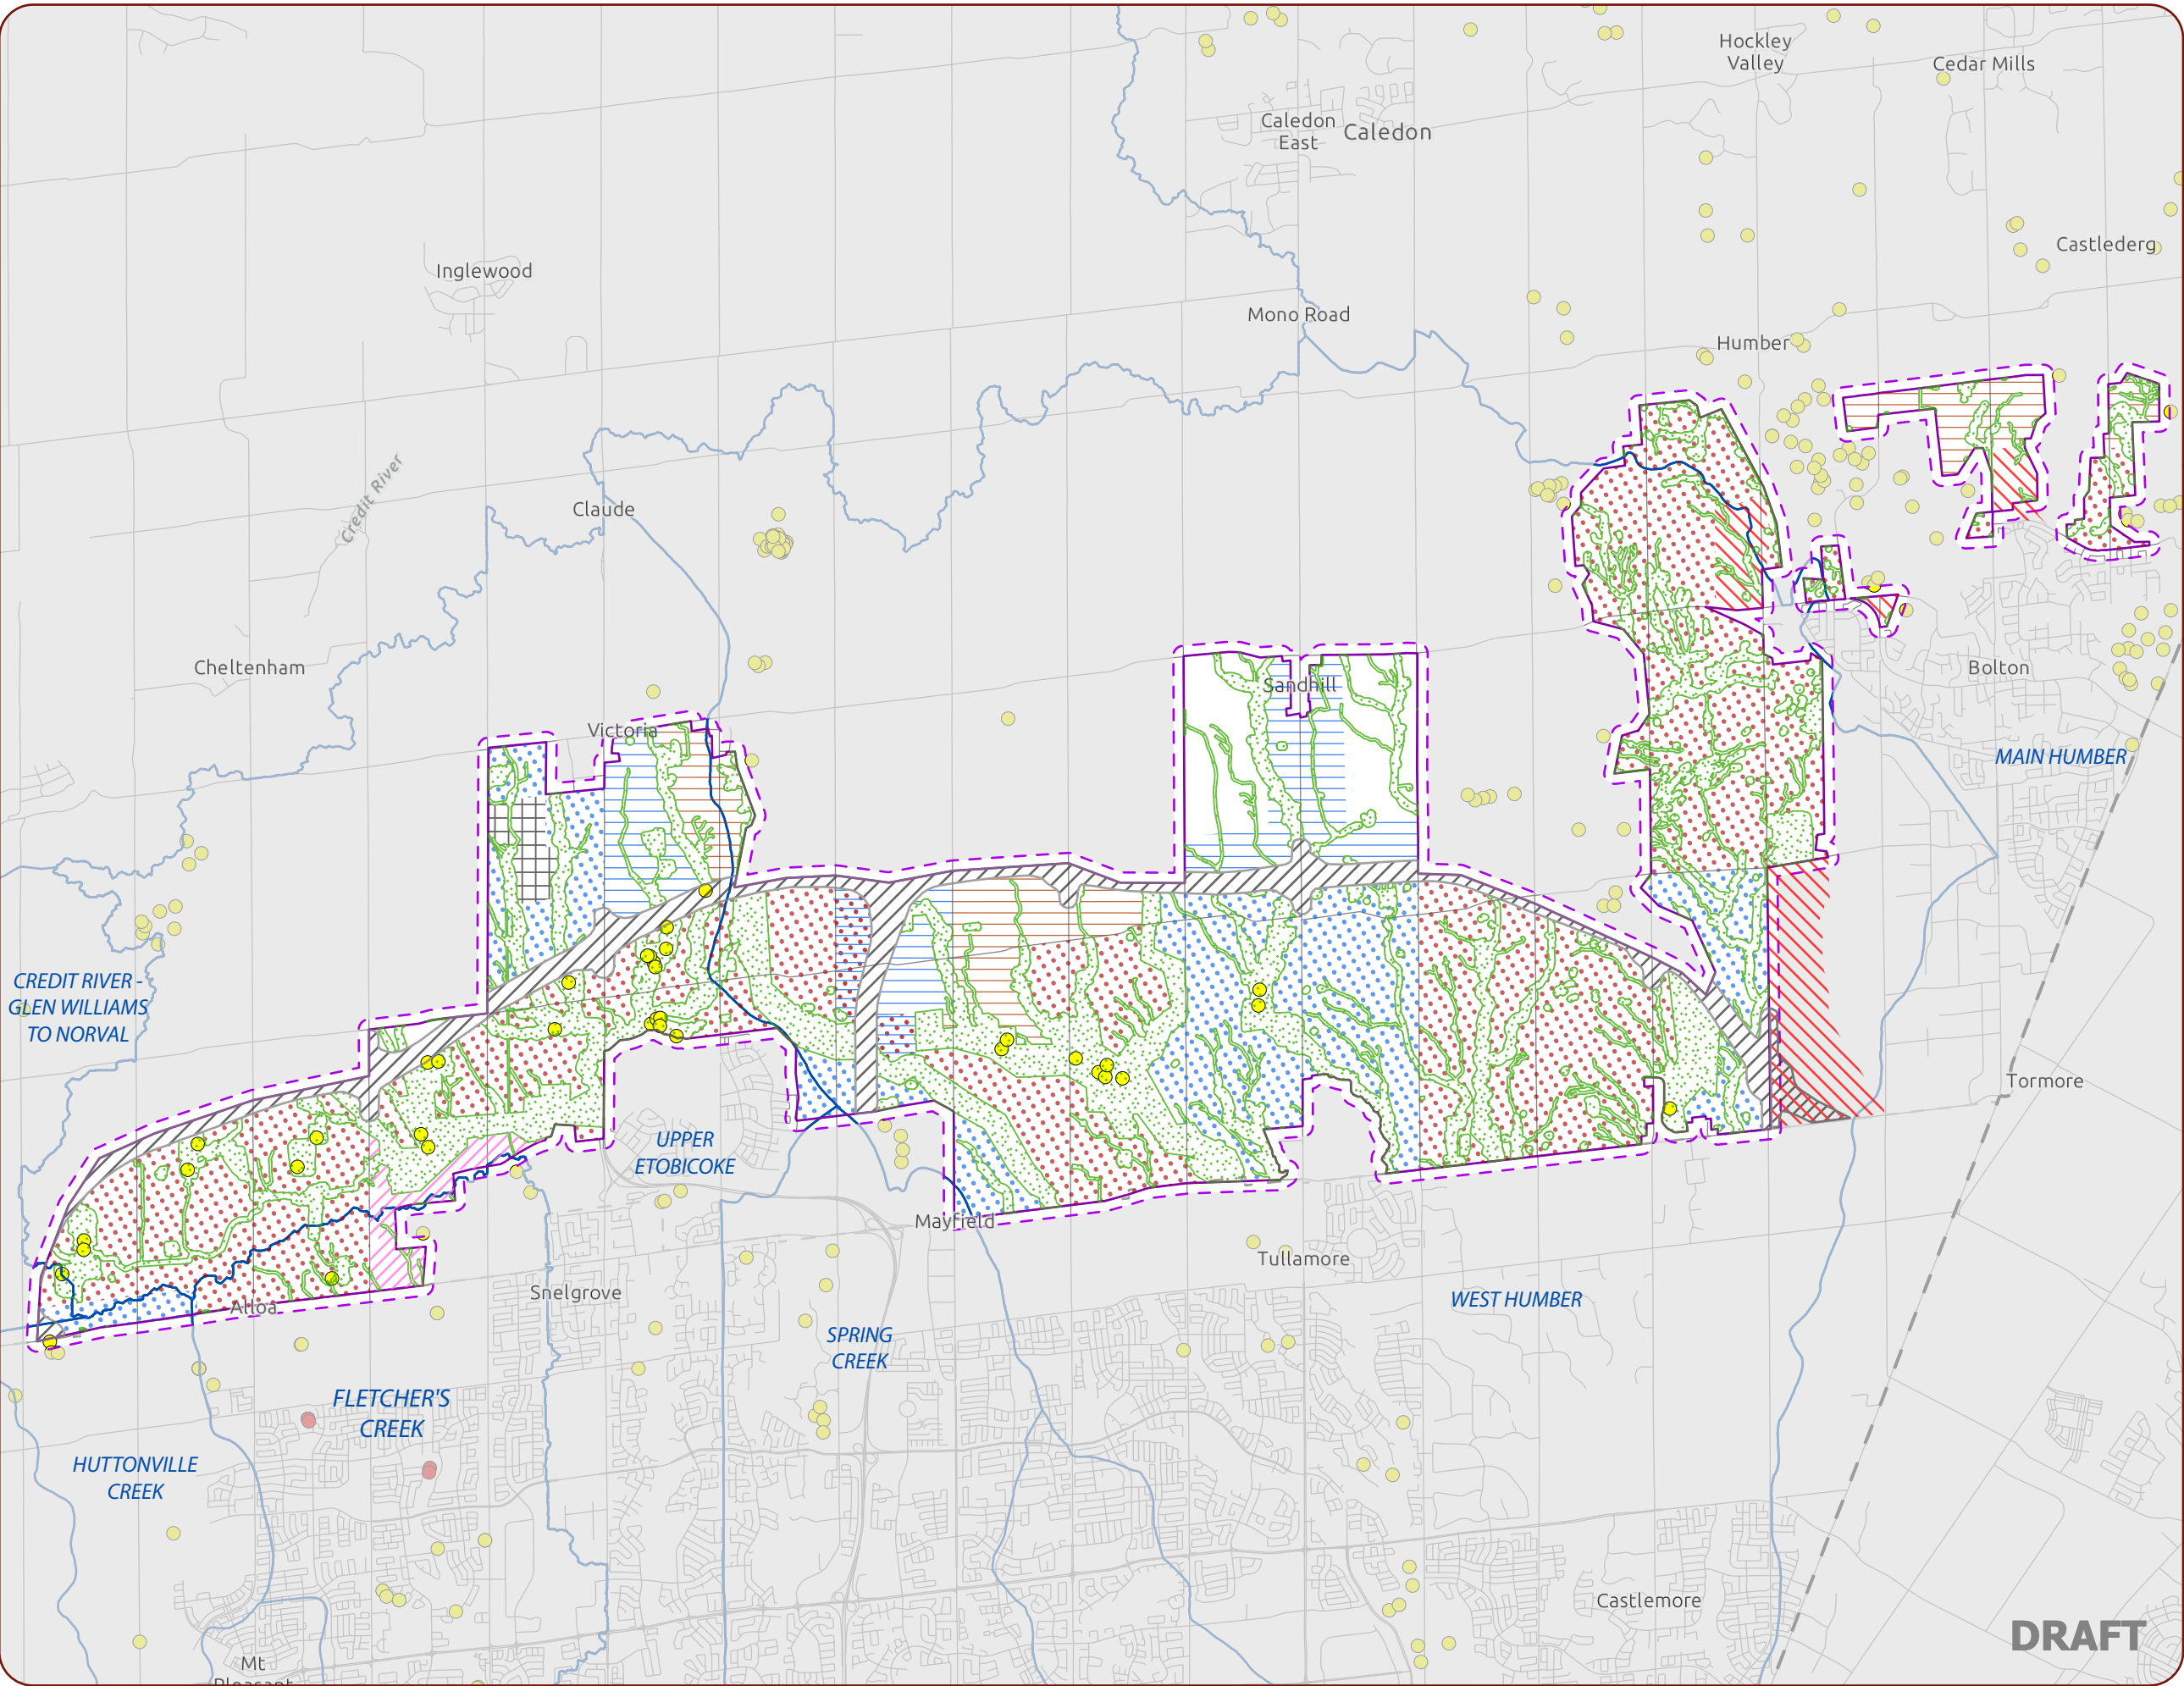 Hockley
Valley
Cedar Mills
Caledon
East
Caledon
Castlederg
Inglewood
Mono Road
Humber
Credit River
Claude
Cheltenham
Bolton
Sandhill
Victoria
MAIN HUMBER
CREDIT RIVER -
GLEN WILLIAMS
TO NORVAL
Tormore
UPPER
ETOBICOKE
Mayfield
Tullamore
Snelgrove
WEST HUMBER
Alloa
SPRING
CREEK
FLETCHER'S
CREEK
HUTTONVILLE
CREEK
Castlemore
DRAFT
Mt
Pleasant